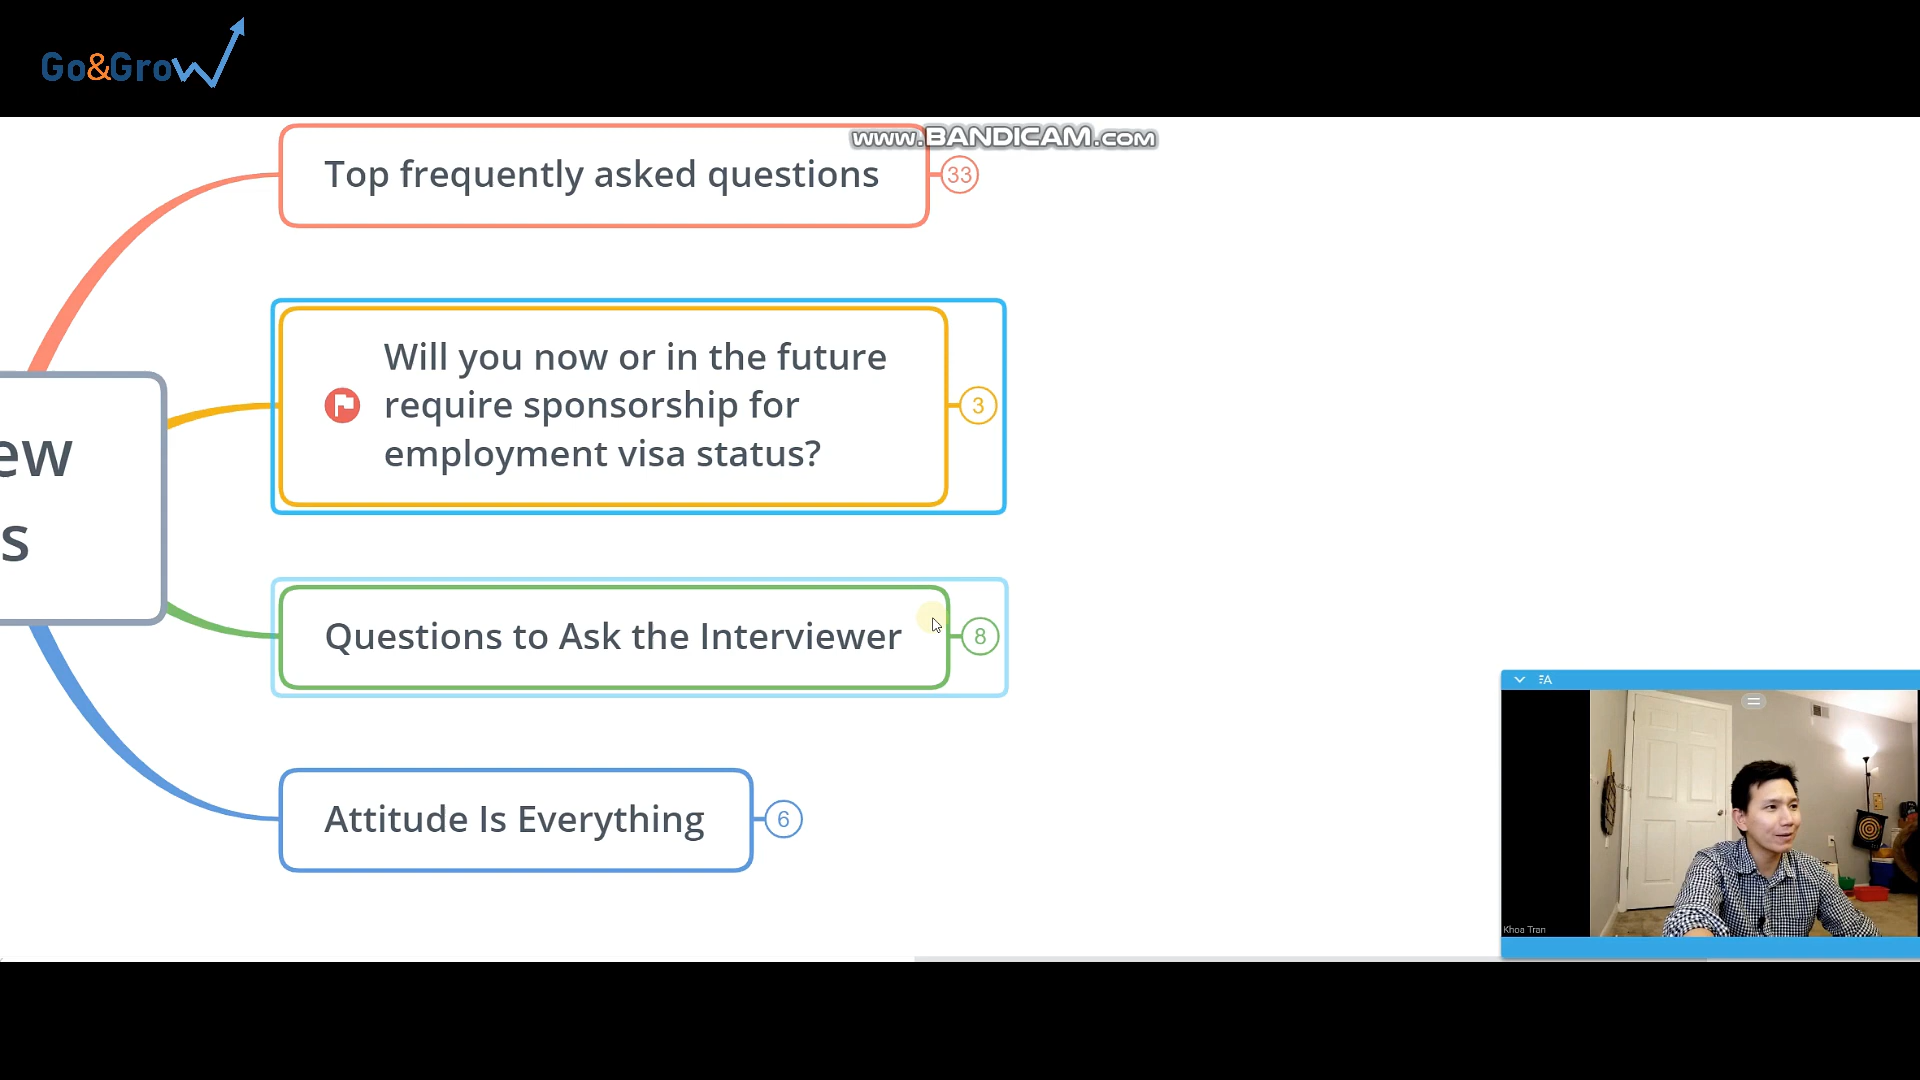 Go&Grow
www.BANDICAM.com
Top frequently asked questions
33
Will you now or in the future
require sponsorship for
employment visa status?
3
ew
s
Questions to Ask the Interviewer
8
Attitude Is Everything
6
Khoa Tran